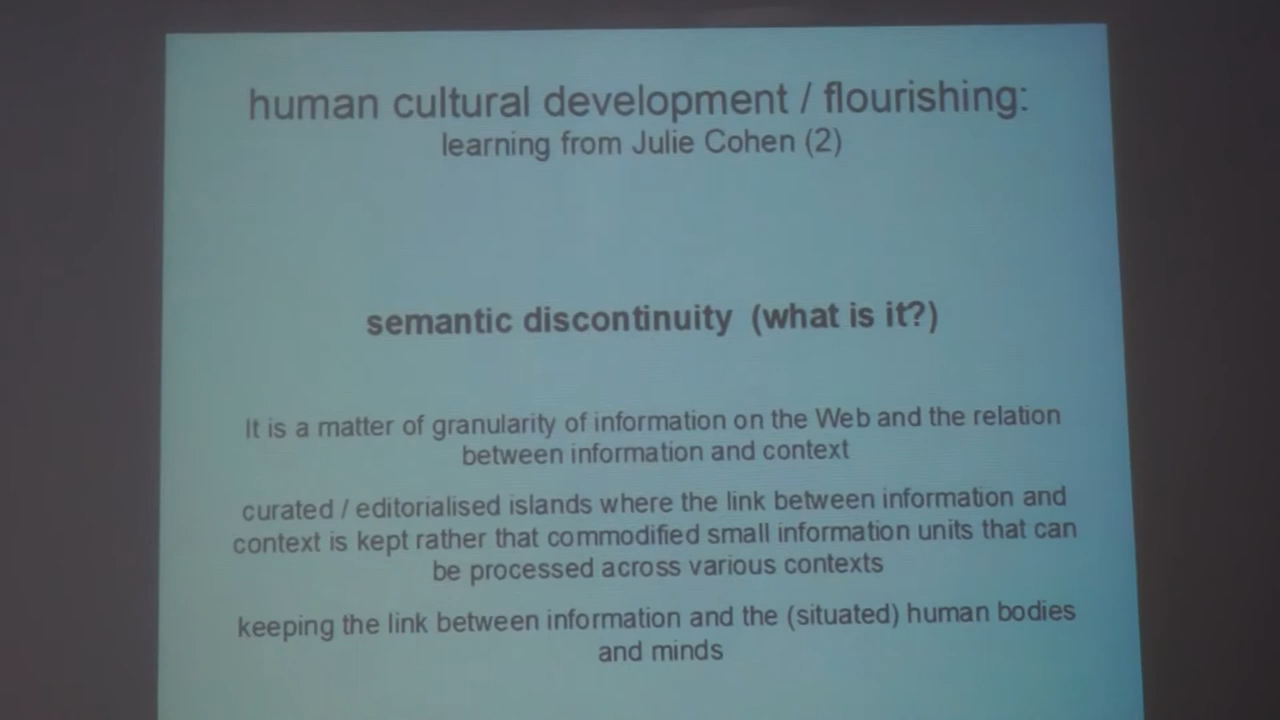 human cultural development / flourishing:
learning from Julie Cohen (2)
semantic discontinuity (what is it?)
It is a matter of granularity of information on the Web and the relation
between information and context
curated / editorialised islands where the link between information and
context is kept rather that commodified small information units that can
be processed across various contexts
keeping the link between information and the (situated) human bodies
and minds